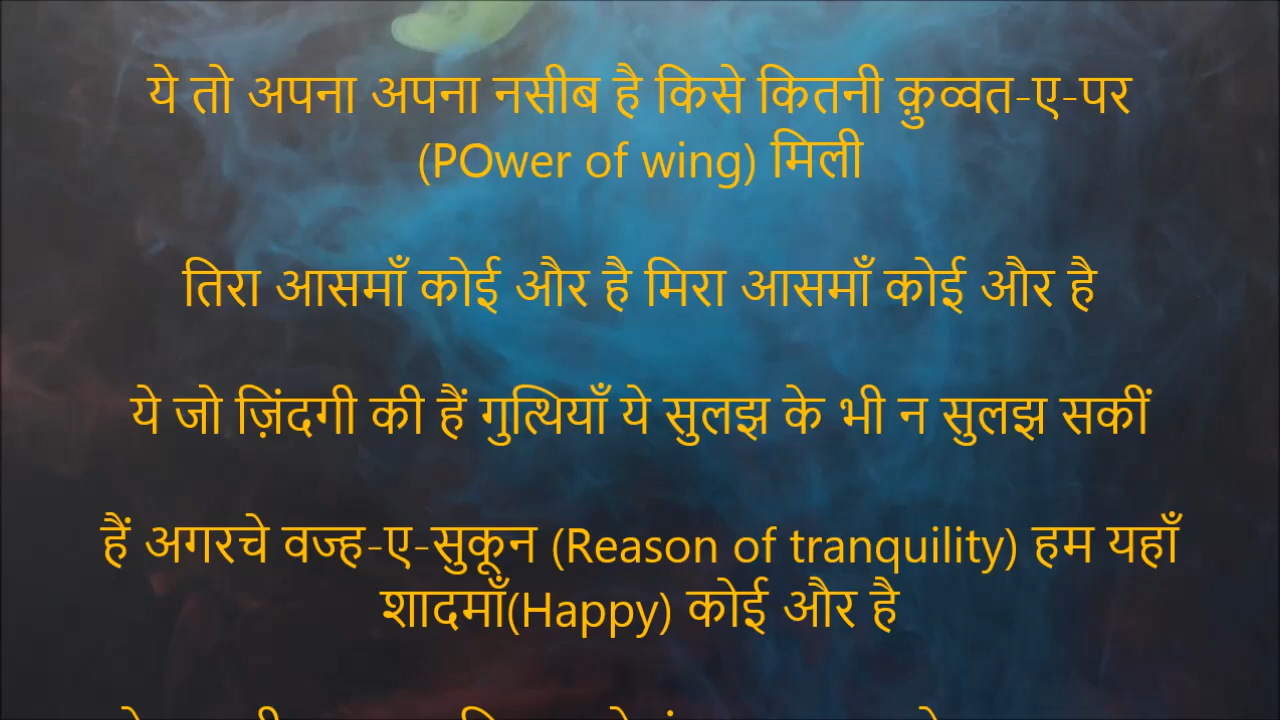 ये तो अपना अपना नसीब है किसे कितनी क़ुव्वत-ए-पर
(POwer of wing) मिली
तिरा आसमाँ कोई और है मिरा आसमाँ कोई और है
ये जो ज़िंदगी की हैं गुत्थियाँ ये सुलझ के भी न सुलझ सकीं
हैं अगरचे वज्ह-ए-सुकून (Reason of tranquility) हम यहाँ
शादमाँ(Happy) कोई और है